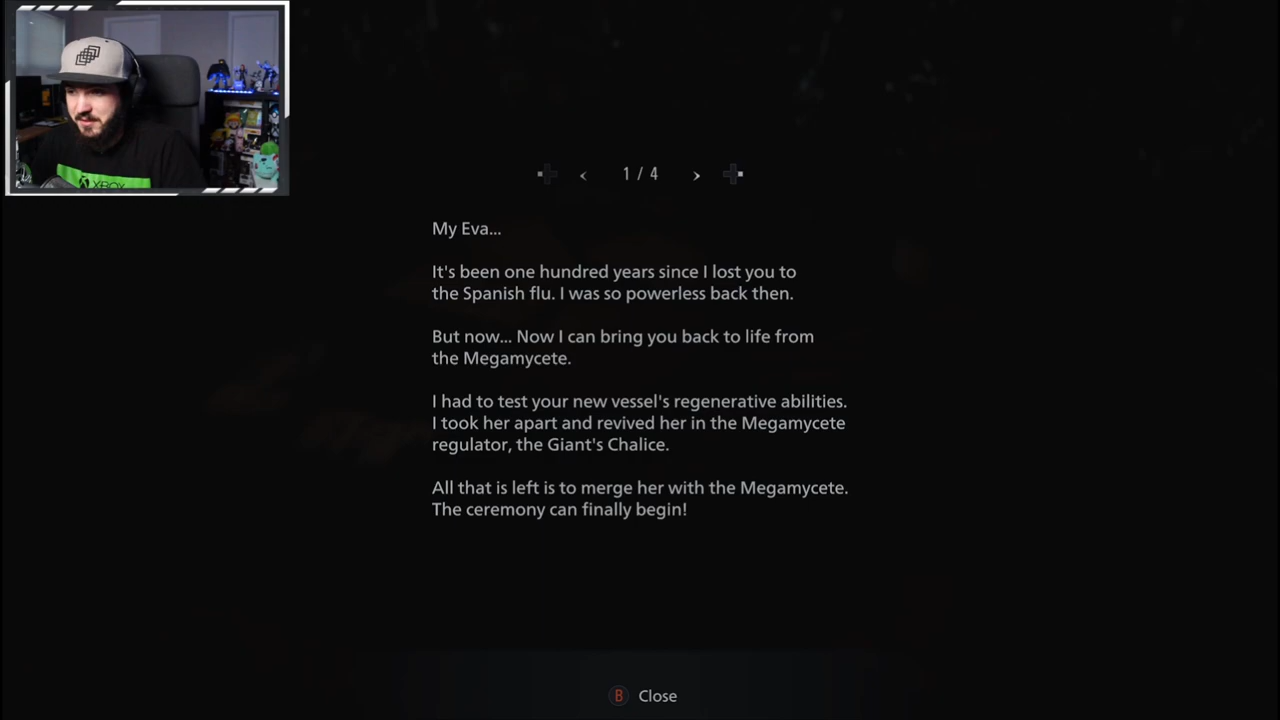 XBOX
1 / 4
My Eva...
It's been one hundred years since I lost you to
the Spanish flu. I was so powerless back then.
But now... Now I can bring you back to life from
the Megamycete.
I had to test your new vessel's regenerative abilities.
I took her apart and revived her in the Megamycete
regulator, the Giant's Chalice.
All that is left is to merge her with the Megamycete.
The ceremony can finally begin!
B Close